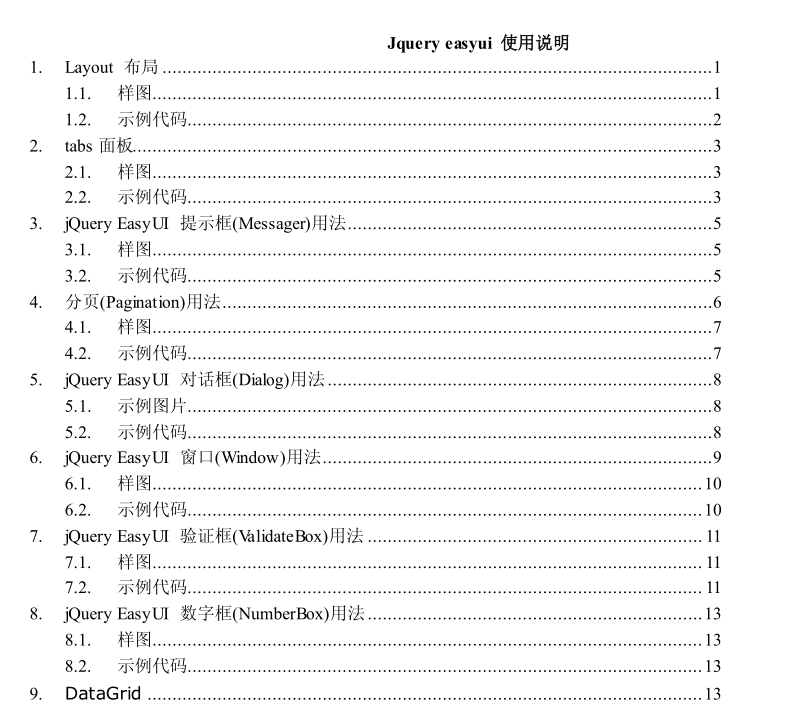 Jquery easyui 使用说明
1. Layout 布局........1
1.1. 样图........1
1.2. 示例代码........2
2. tabs 面板........3
2.1. 样图........3
2.2. 示例代码........3
3. jQuery EasyUI 提示框(Messager)用法........5
3.1. 样图........5
3.2. 示例代码........5
4. 分页(Pagination)用法........6
4.1. 样图........7
4.2. 示例代码........7
5. jQuery EasyUI 对话框(Dialog)用法........8
5.1. 示例图片........8
5.2. 示例代码........8
6. jQuery EasyUI 窗口(Window)用法........9
6.1. 样图........10
6.2. 示例代码........10
7. jQuery EasyUI 验证框(ValidateBox)用法........11
7.1. 样图........11
7.2. 示例代码........11
8. jQuery EasyUI 数字框(NumberBox)用法........13
8.1. 样图........13
8.2. 示例代码........13
9. DataGrid........13